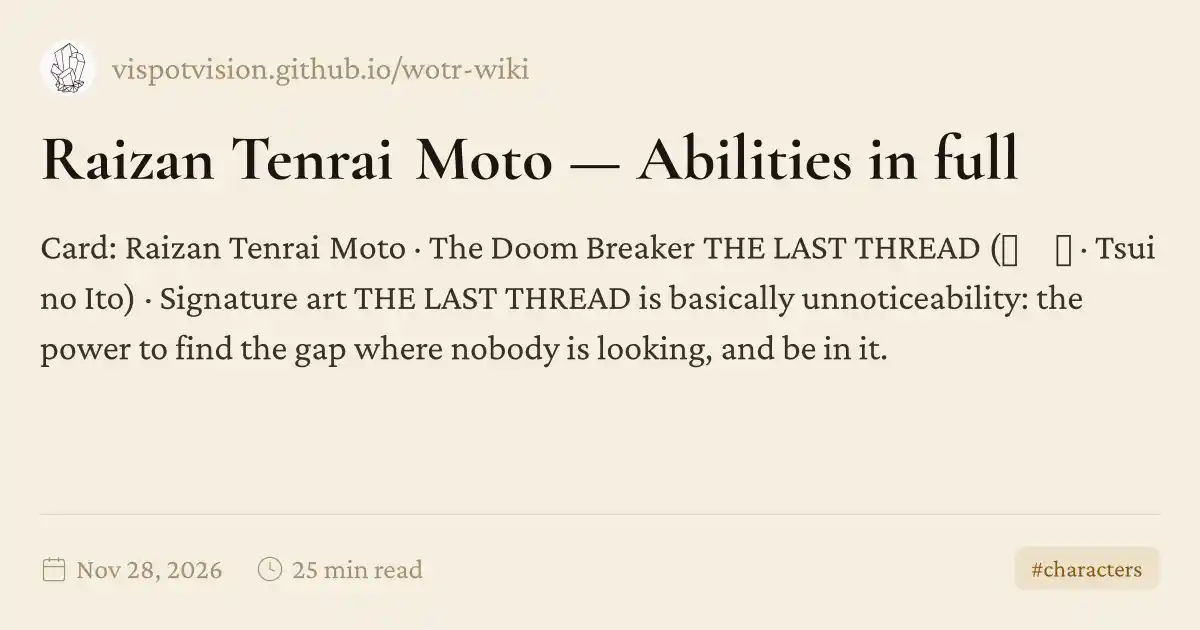 vispotvision.github.io/wotr-wiki
Raizan Tenrai Moto — Abilities in full
Card: Raizan Tenrai Moto · The Doom Breaker THE LAST THREAD (▯ ▯ · Tsui
no Ito) · Signature art THE LAST THREAD is basically unnoticeability: the
power to find the gap where nobody is looking, and be in it.
Nov 28, 2026
25 min read
#characters